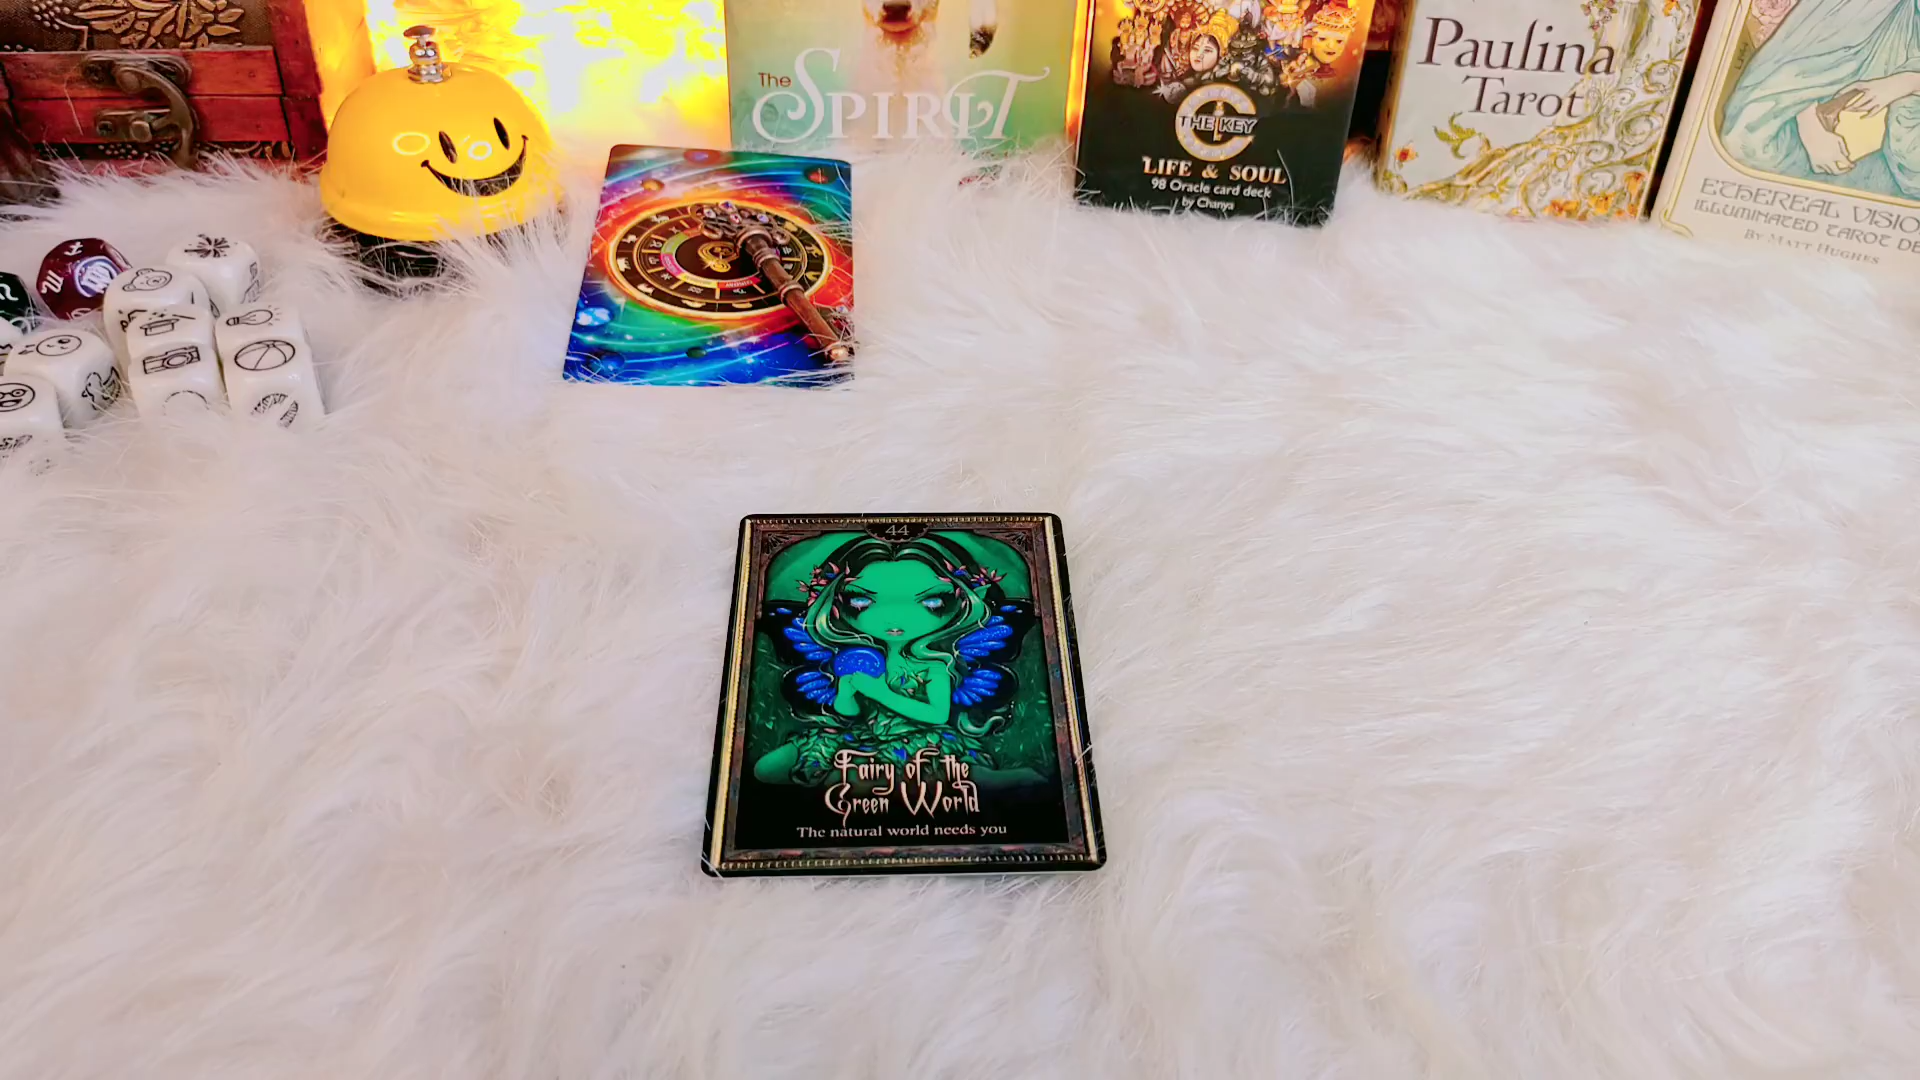 The
SPIRIT
THE KEY
LIFE & SOUL
98 Oracle card deck
by Chanya
Paulina
Tarot
ETHEREAL VISIO
ILLUMINATED TAROT DE
BY MATT HUGHES
44
Fairy of the
Green World
The natural world needs you